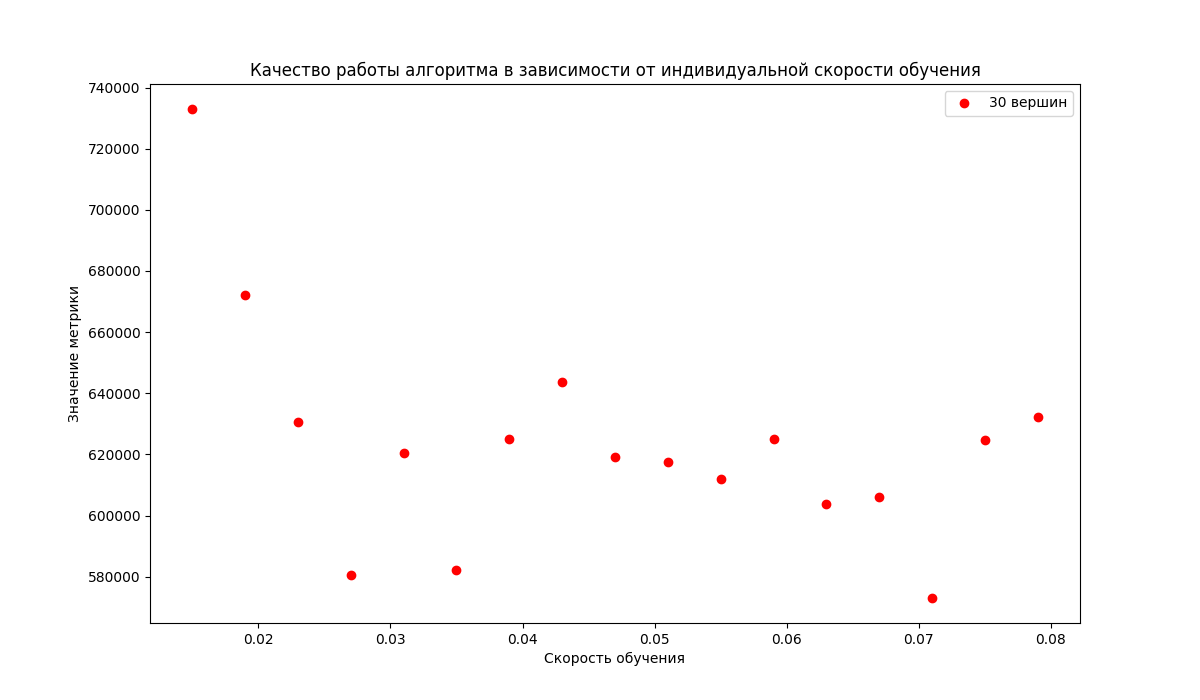 Качество работы алгоритма в зависимости от индивидуальной скорости обучения
30 вершин
740000
720000
700000
680000
660000
640000
620000
600000
580000
Значение метрики
0.02 0.03 0.04 0.05 0.06 0.07 0.08
Скорость обучения